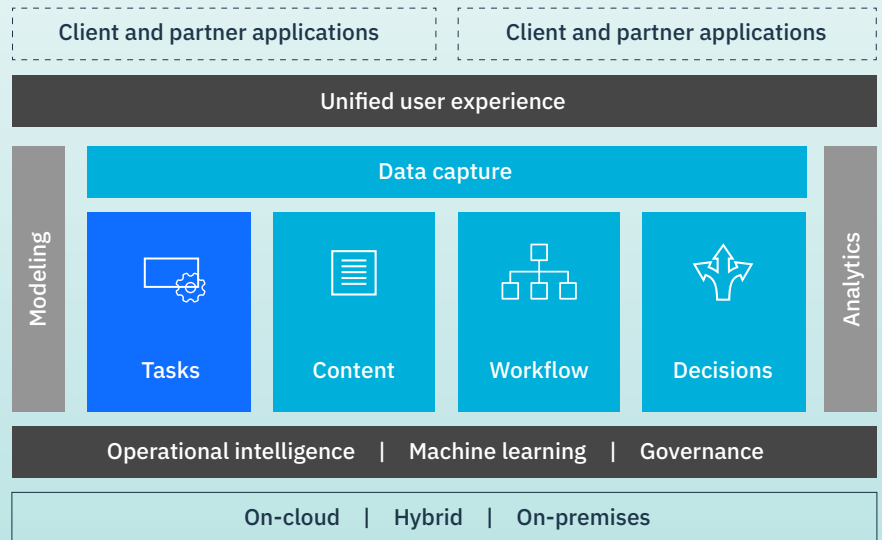 Client and partner applications
Client and partner applications
Unified user experience
Modeling
Data capture
Analytics
Tasks
Content
Workflow
Decisions
Operational intelligence | Machine learning | Governance
On-cloud | Hybrid | On-premises